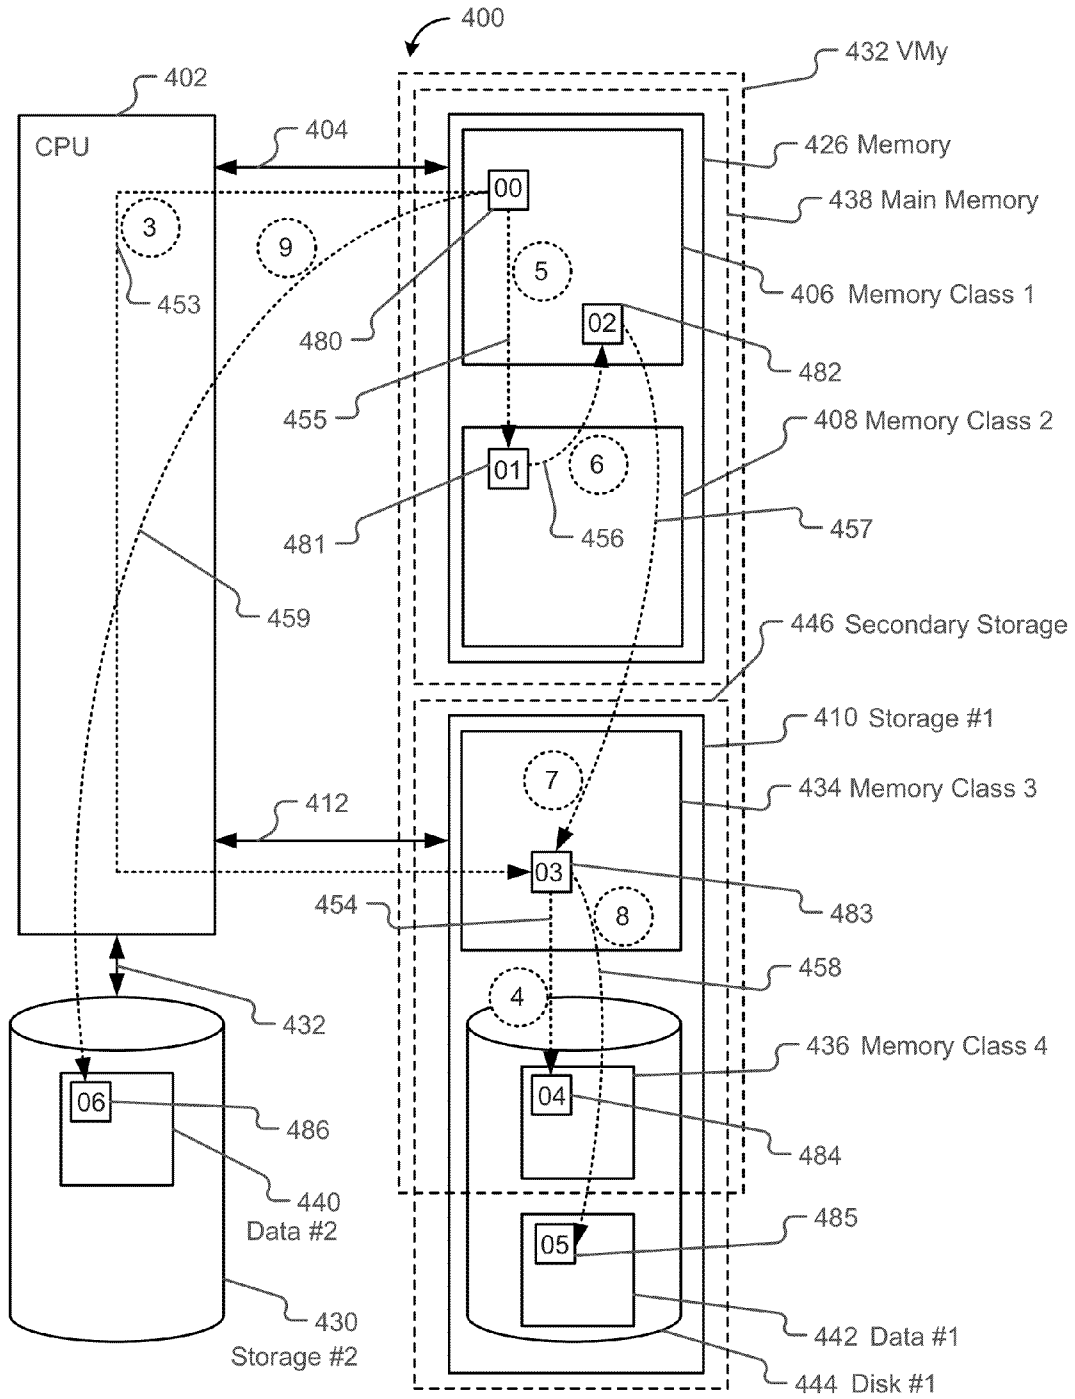 400
432 VMy
402
CPU
404
426 Memory
00
438 Main Memory
3
9
5
453
406 Memory Class 1
02
480
482
455
408 Memory Class 2
01
6
457
481
456
459
446 Secondary Storage
410 Storage #1
7
434 Memory Class 3
412
03
454
8
483
458
4
432
436 Memory Class 4
04
06
486
484
440
Data #2
485
05
430
442 Data #1
Storage #2
444 Disk #1